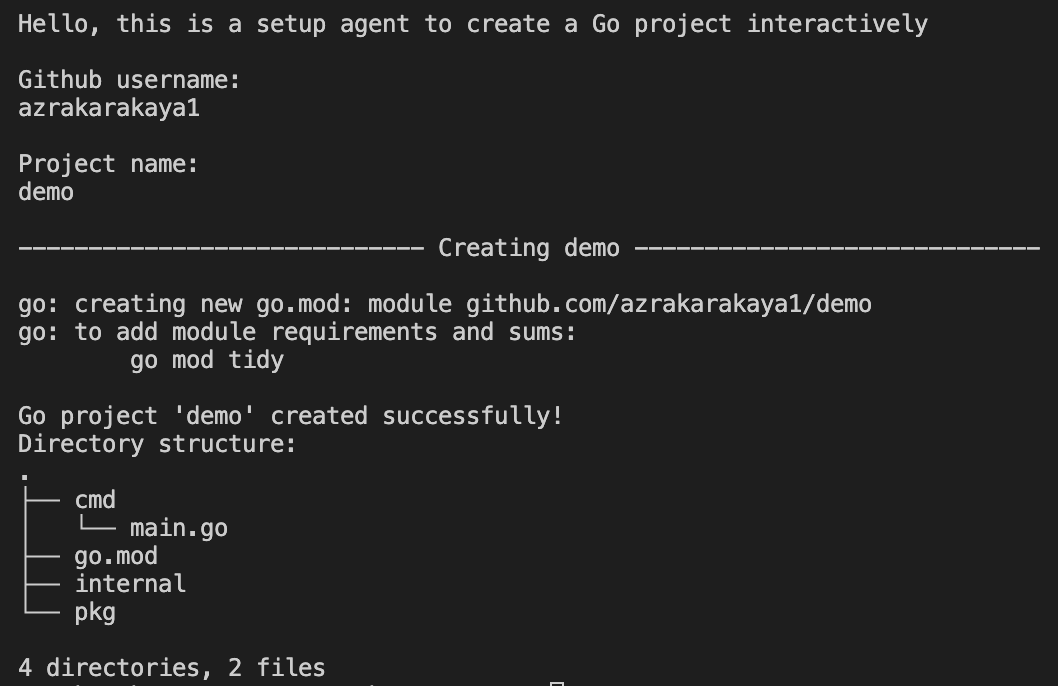 Hello, this is a setup agent to create a Go project interactively
Github username:
azrakarakaya1
Project name:
demo
----------------------------- Creating demo -----------------------------
go: creating new go.mod: module github.com/azrakarakaya1/demo
go: to add module requirements and sums:
        go mod tidy
Go project 'demo' created successfully!
Directory structure:
.
├── cmd
│   └── main.go
├── go.mod
├── internal
└── pkg
4 directories, 2 files